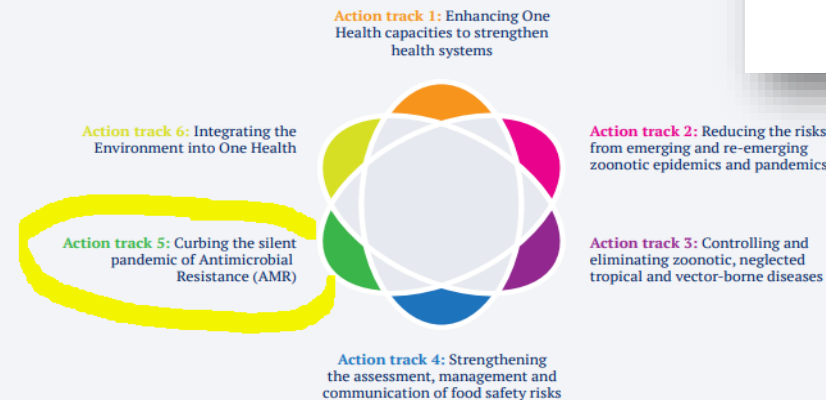 Action track 1: Enhancing One
Health capacities to strengthen
health systems
Action track 2: Reducing the risks
from emerging and re-emerging
zoonotic epidemics and pandemics
Action track 3: Controlling and
eliminating zoonotic, neglected
tropical and vector-borne diseases
Action track 4: Strengthening
the assessment, management and
communication of food safety risks
Action track 5: Curbing the silent
pandemic of Antimicrobial
Resistance (AMR)
Action track 6: Integrating the
Environment into One Health